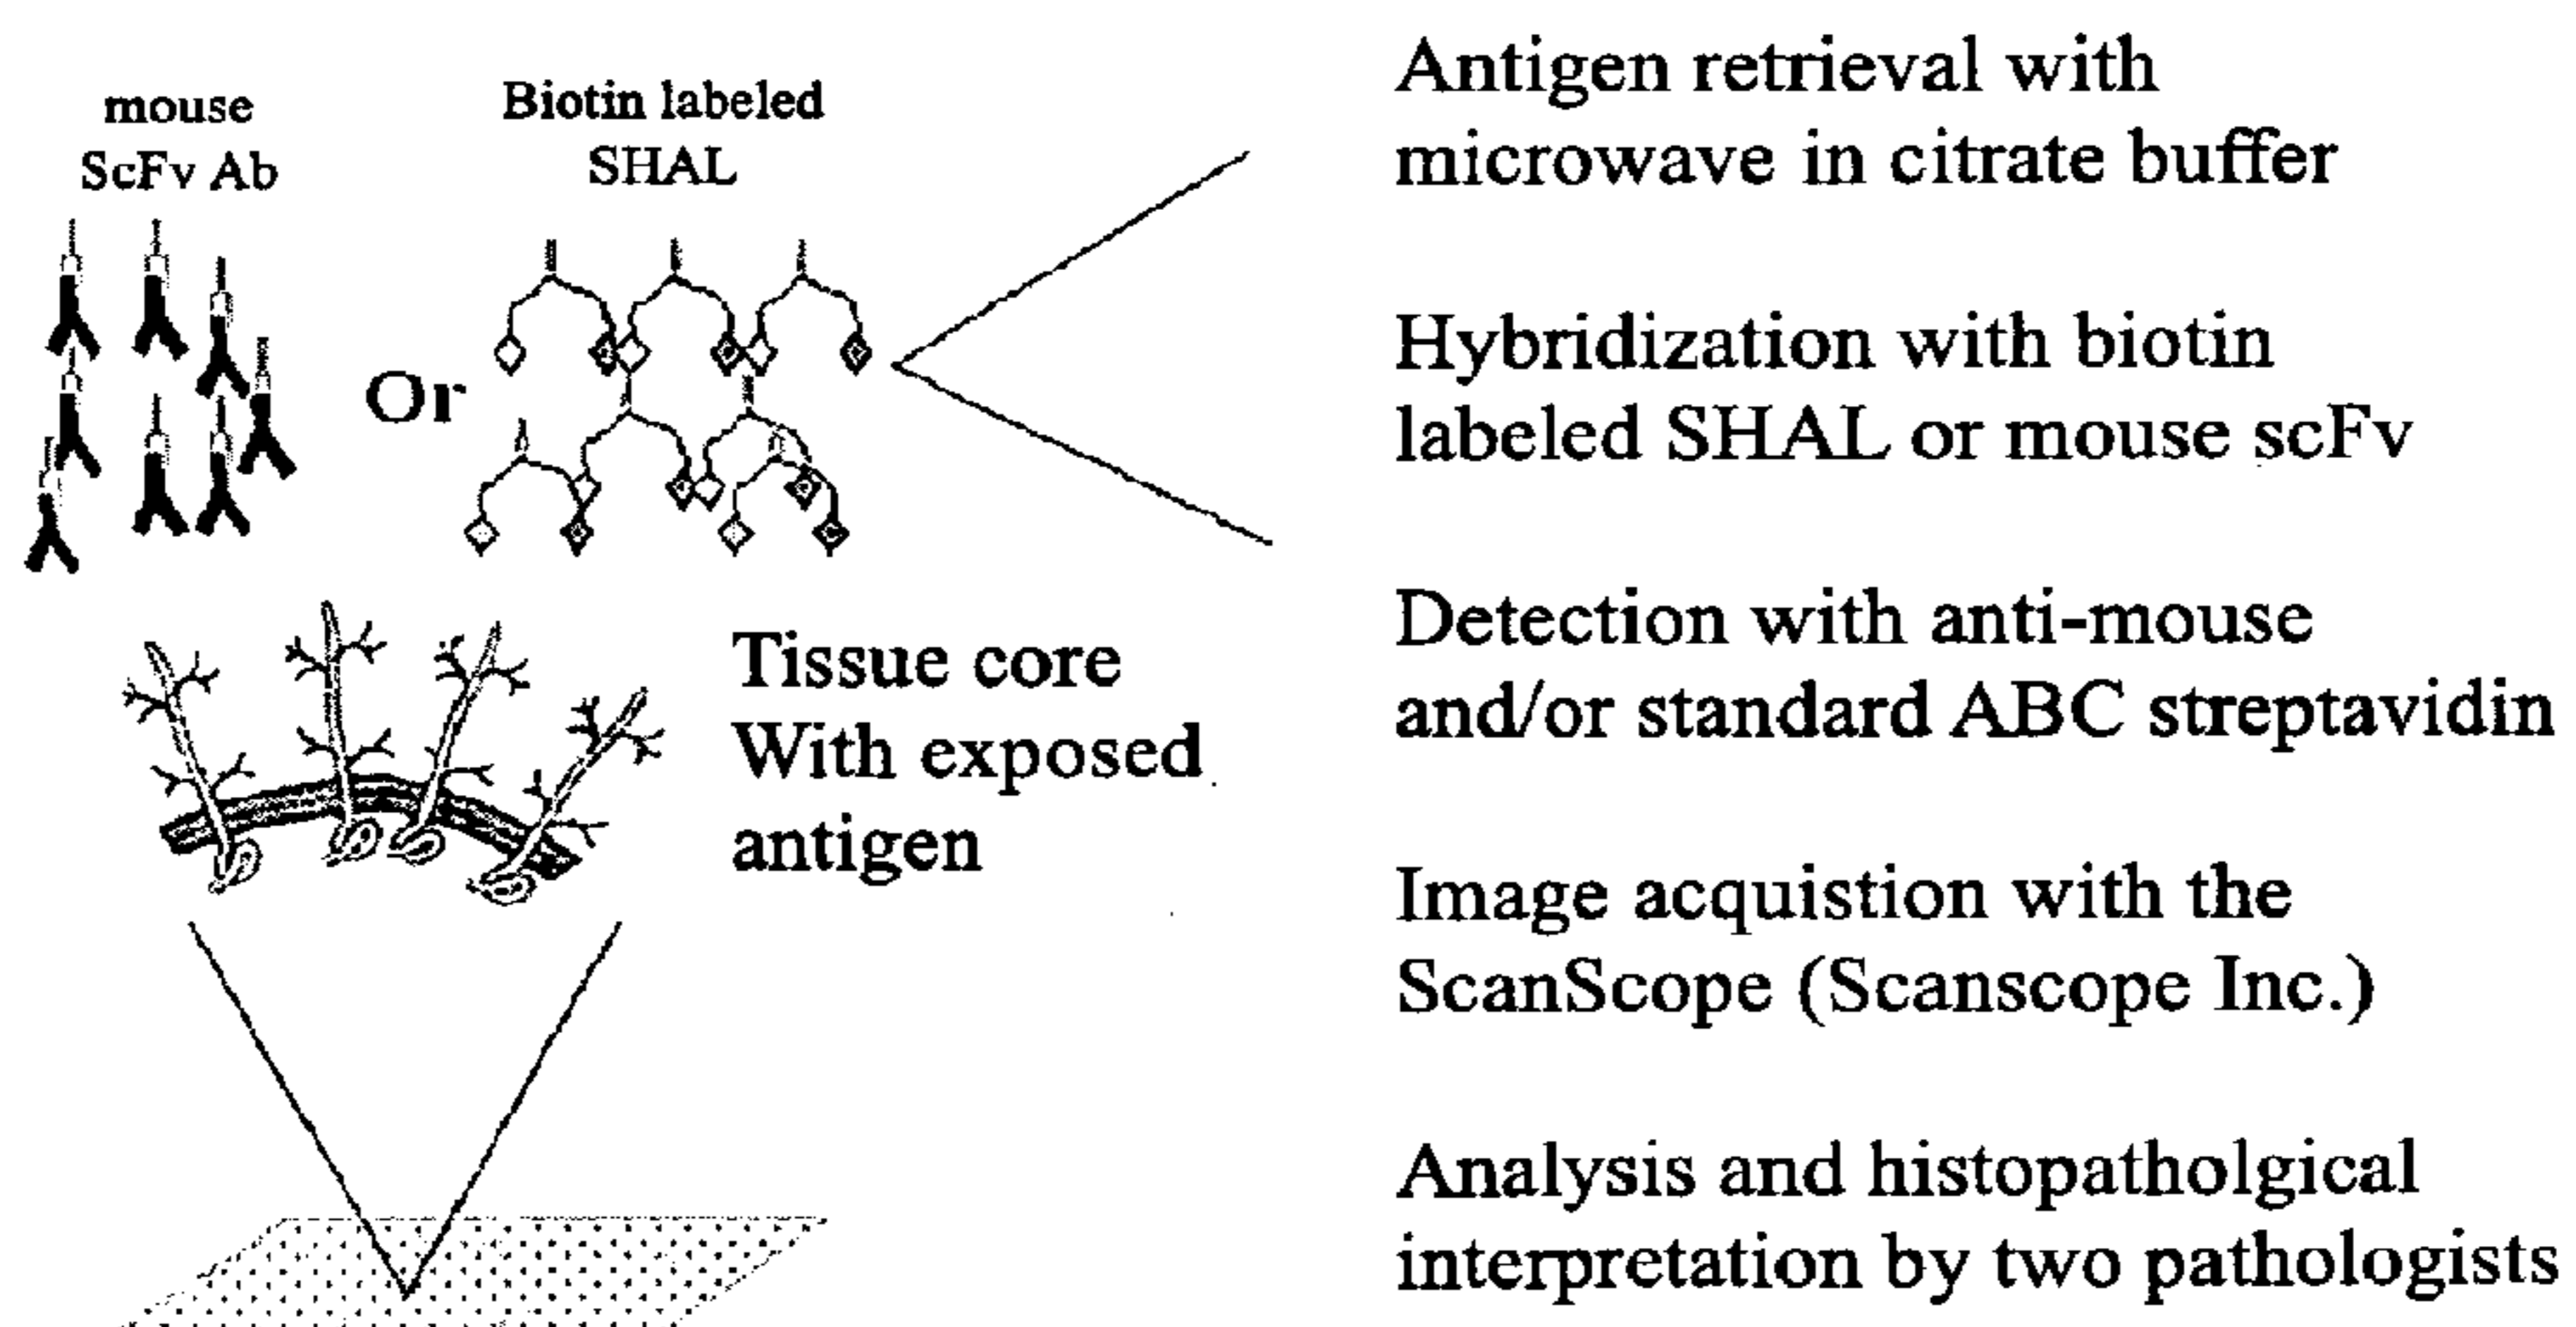 mouse
ScFv Ab
Biotin labeled
SHAL
Or
Tissue core
With exposed
antigen
Antigen retrieval with
microwave in citrate buffer
Hybridization with biotin
labeled SHAL or mouse scFv
Detection with anti-mouse
and/or standard ABC streptavidin
Image acquistion with the
ScanScope (Scanscope Inc.)
Analysis and histopatholgical
interpretation by two pathologists